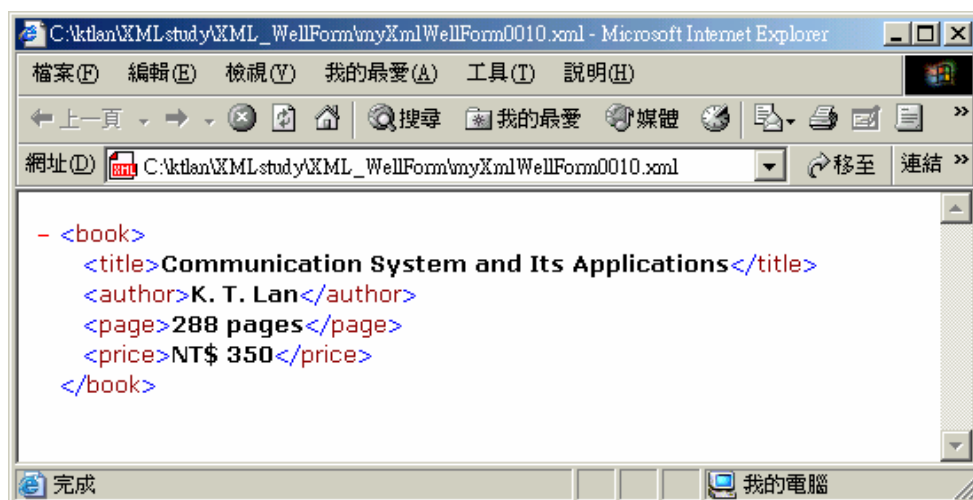 C:\ktlan\XMLstudy\XML_WellForm\myXmlWellForm0010.xml - Microsoft Internet Explorer
檔案(F) 編輯(E) 檢視(V) 我的最愛(A) 工具(T) 說明(H)
上一頁 搜尋 我的最愛 媒體 »
網址(D) C:\ktlan\XMLstudy\XML_WellForm\myXmlWellForm0010.xml 移至 連結 »
- <book>
<title>Communication System and Its Applications</title>
<author>K. T. Lan</author>
<page>288 pages</page>
<price>NT$ 350</price>
</book>
完成 我的電腦